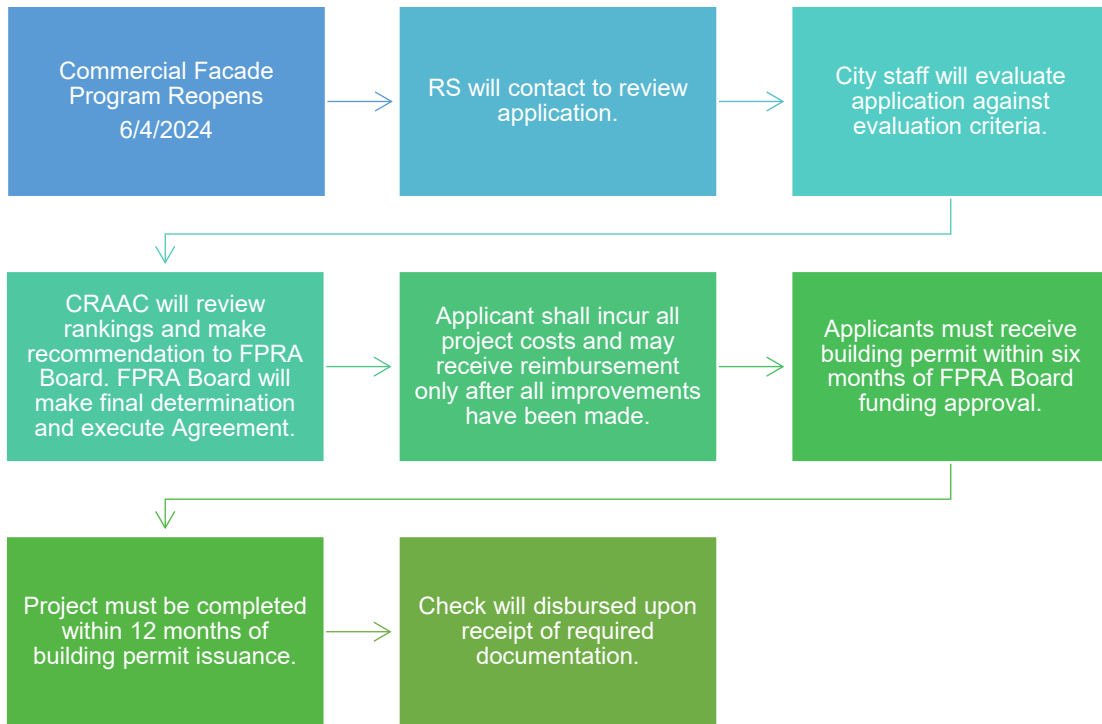 Commercial Facade
Program Reopens
6/4/2024
RS will contact to review
application.
City staff will evaluate
application against
evaluation criteria.
CRAAC will review
rankings and make
recommendation to FPRA
Board. FPRA Board will
make final determination
and execute Agreement.
Applicant shall incur all
project costs and may
receive reimbursement
only after all improvements
have been made.
Applicants must receive
building permit within six
months of FPRA Board
funding approval.
Project must be completed
within 12 months of
building permit issuance.
Check will disbursed upon
receipt of required
documentation.